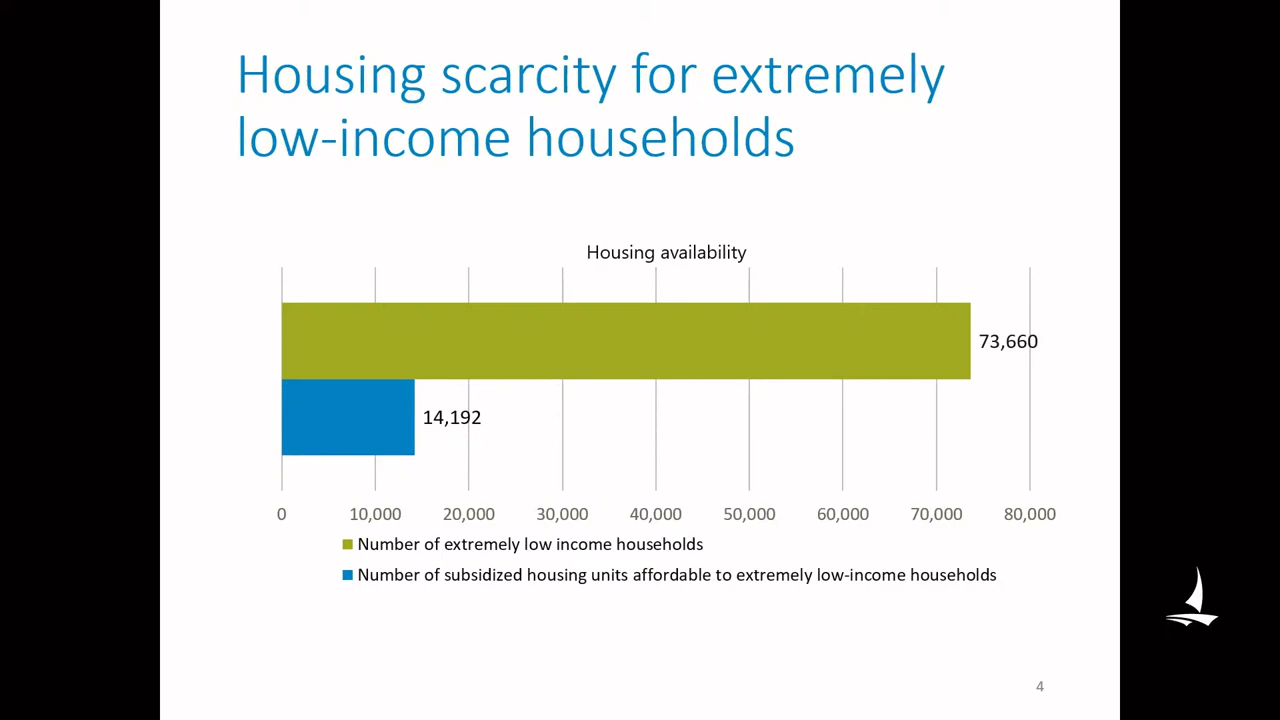 Housing scarcity for extremely
low-income households
Housing availability
73,660
14,192
0 10,000 20,000 30,000 40,000 50,000 60,000 70,000 80,000
Number of extremely low income households
Number of subsidized housing units affordable to extremely low-income households
4